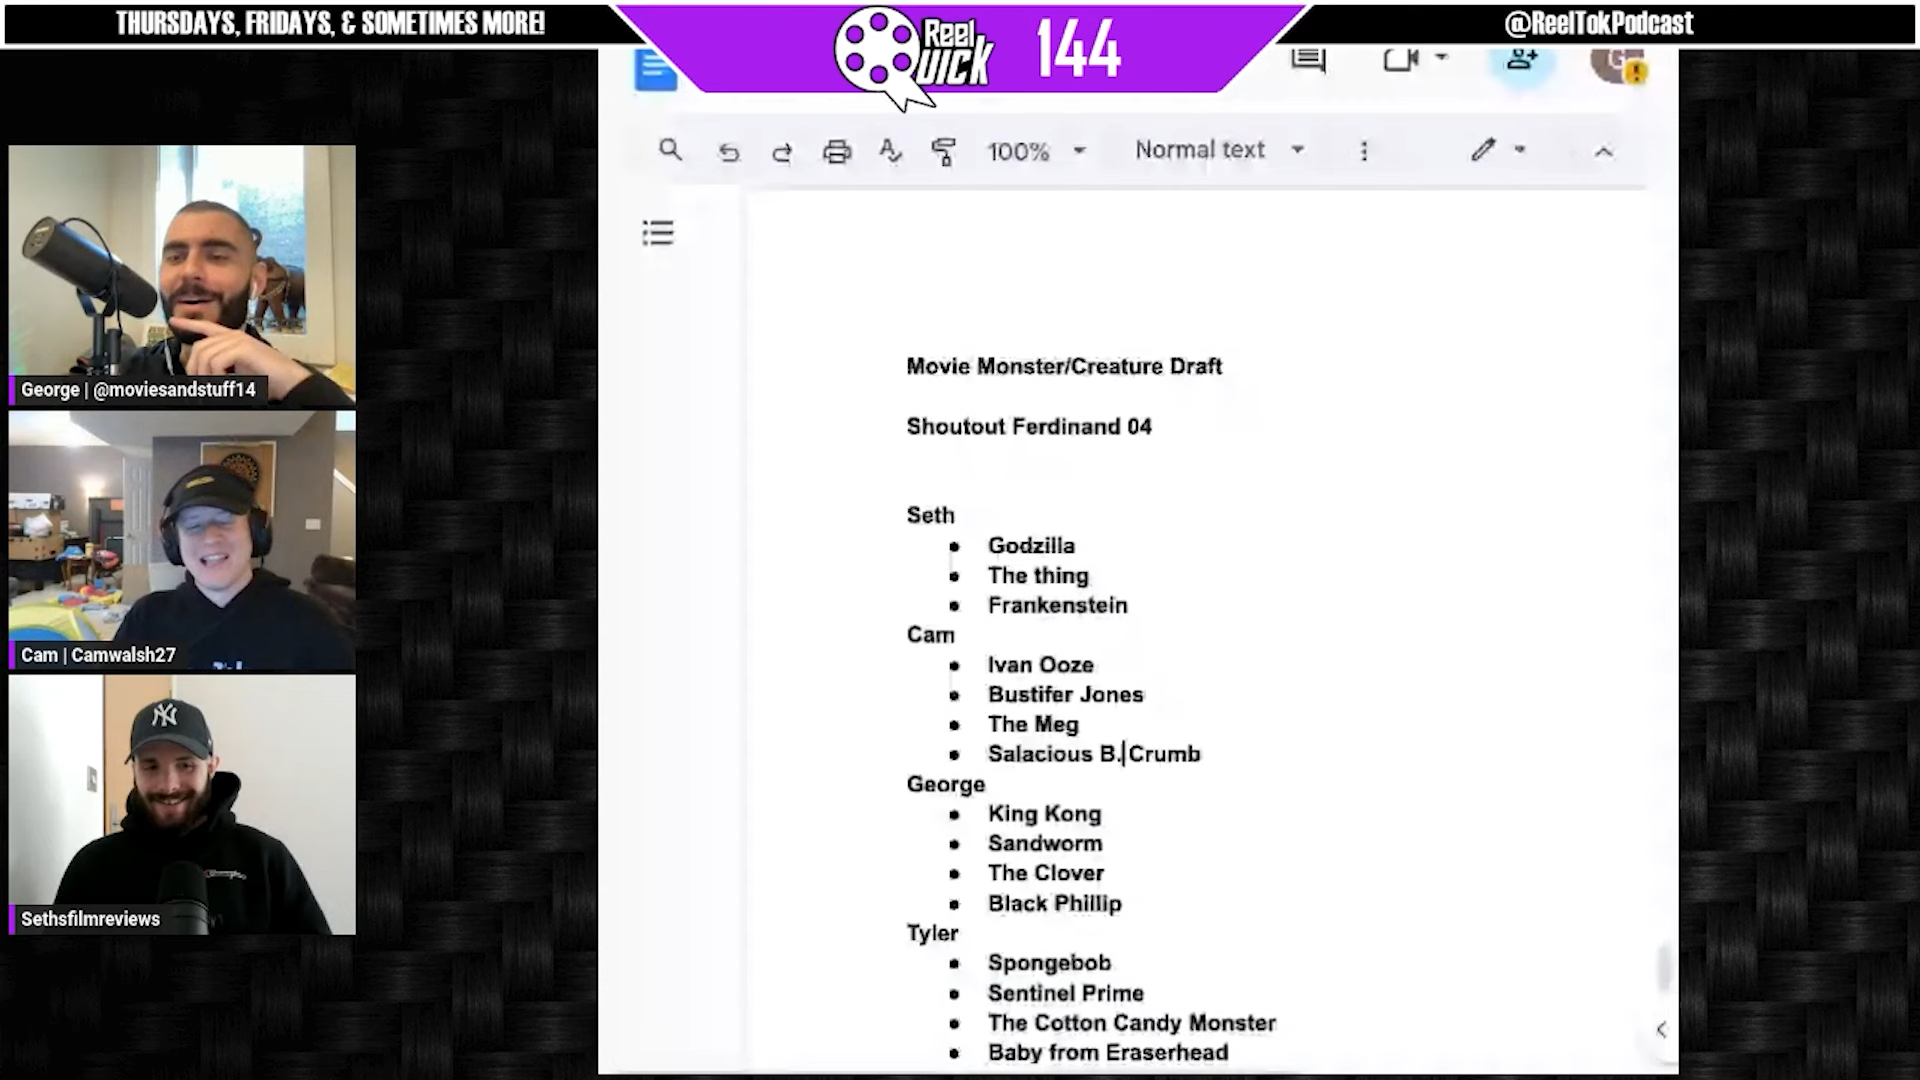 THURSDAYS, FRIDAYS, & SOMETIMES MORE!
Reel
Quick
144
@ReelTokPodcast
100%
Normal text
George | @moviesandstuff14
Cam | Camwalsh27
NY
Sethsfilmreviews
Movie Monster/Creature Draft
Shoutout Ferdinand 04
Seth
Godzilla
The thing
Frankenstein
Cam
Ivan Ooze
Bustifer Jones
The Meg
Salacious B. Crumb
George
King Kong
Sandworm
The Clover
Black Phillip
Tyler
Spongebob
Sentinel Prime
The Cotton Candy Monster
Baby from Eraserhead